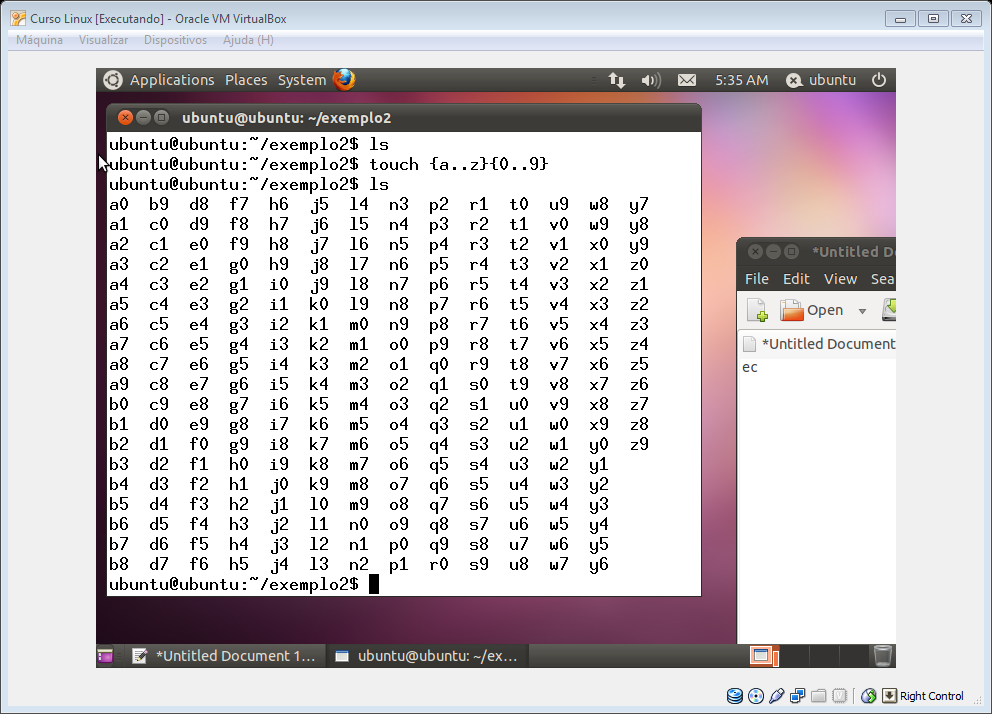 Curso Linux [Executando] - Oracle VM VirtualBox
Máquina Visualizar Dispositivos Ajuda (H)
Applications Places System 5:35 AM ubuntu
ubuntu@ubuntu: ~/exemplo2
ubuntu@ubuntu:~/exemplo2$ ls
ubuntu@ubuntu:~/exemplo2$ touch {a..z}{0..9}
ubuntu@ubuntu:~/exemplo2$ ls
a0 b9 d8 f7 h6 j5 l4 n3 p2 r1 t0 u9 w8 y7
a1 c0 d9 f8 h7 j6 l5 n4 p3 r2 t1 v0 w9 y8
a2 c1 e0 f9 h8 j7 l6 n5 p4 r3 t2 v1 x0 y9
a3 c2 e1 g0 h9 j8 l7 n6 p5 r4 t3 v2 x1 z0
a4 c3 e2 g1 i0 j9 l8 n7 p6 r5 t4 v3 x2 z1
a5 c4 e3 g2 i1 k0 l9 n8 p7 r6 t5 v4 x3 z2
a6 c5 e4 g3 i2 k1 m0 n9 p8 r7 t6 v5 x4 z3
a7 c6 e5 g4 i3 k2 m1 o0 p9 r8 t7 v6 x5 z4
a8 c7 e6 g5 i4 k3 m2 o1 q0 r9 t8 v7 x6 z5
a9 c8 e7 g6 i5 k4 m3 o2 q1 s0 t9 v8 x7 z6
b0 c9 e8 g7 i6 k5 m4 o3 q2 s1 u0 v9 x8 z7
b1 d0 e9 g8 i7 k6 m5 o4 q3 s2 u1 w0 x9 z8
b2 d1 f0 g9 i8 k7 m6 o5 q4 s3 u2 w1 y0 z9
b3 d2 f1 h0 i9 k8 m7 o6 q5 s4 u3 w2 y1
b4 d3 f2 h1 j0 k9 m8 o7 q6 s5 u4 w3 y2
b5 d4 f3 h2 j1 l0 m9 o8 q7 s6 u5 w4 y3
b6 d5 f4 h3 j2 l1 n0 o9 q8 s7 u6 w5 y4
b7 d6 f5 h4 j3 l2 n1 p0 q9 s8 u7 w6 y5
b8 d7 f6 h5 j4 l3 n2 p1 r0 s9 u8 w7 y6
ubuntu@ubuntu:~/exemplo2$
*Untitled D
File Edit View Sea
Open
*Untitled Document
ec
*Untitled Document 1... ubuntu@ubuntu: ~/ex...
Right Control